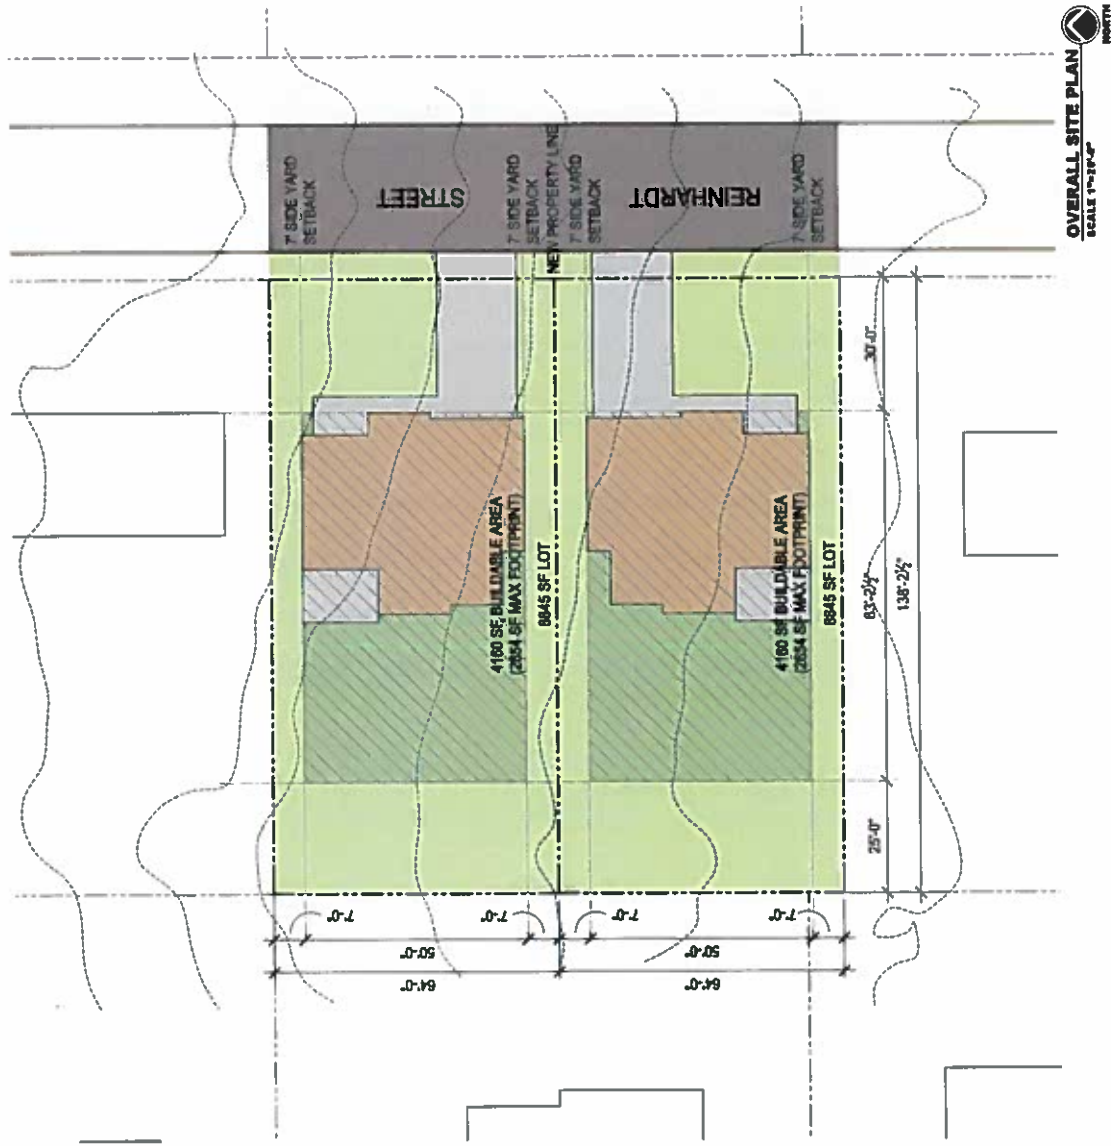 OVERALL SITE PLAN
SCALE 1"=20'-0"
NORTH
REINHARDT
STREET
7' SIDE YARD
SETBACK
7' SIDE YARD
SETBACK
NEW PROPERTY LINE
7' SIDE YARD
SETBACK
7' SIDE YARD
SETBACK
4160 SF BUILDABLE AREA
(2654 SF MAX FOOTPRINT)
8845 SF LOT
4160 SF BUILDABLE AREA
(2654 SF MAX FOOTPRINT)
8845 SF LOT
30'-0"
83'-2½"
138'-2½"
25'-0"
7'-0"
7'-0"
7'-0"
7'-0"
50'-0"
50'-0"
64'-0"
64'-0"